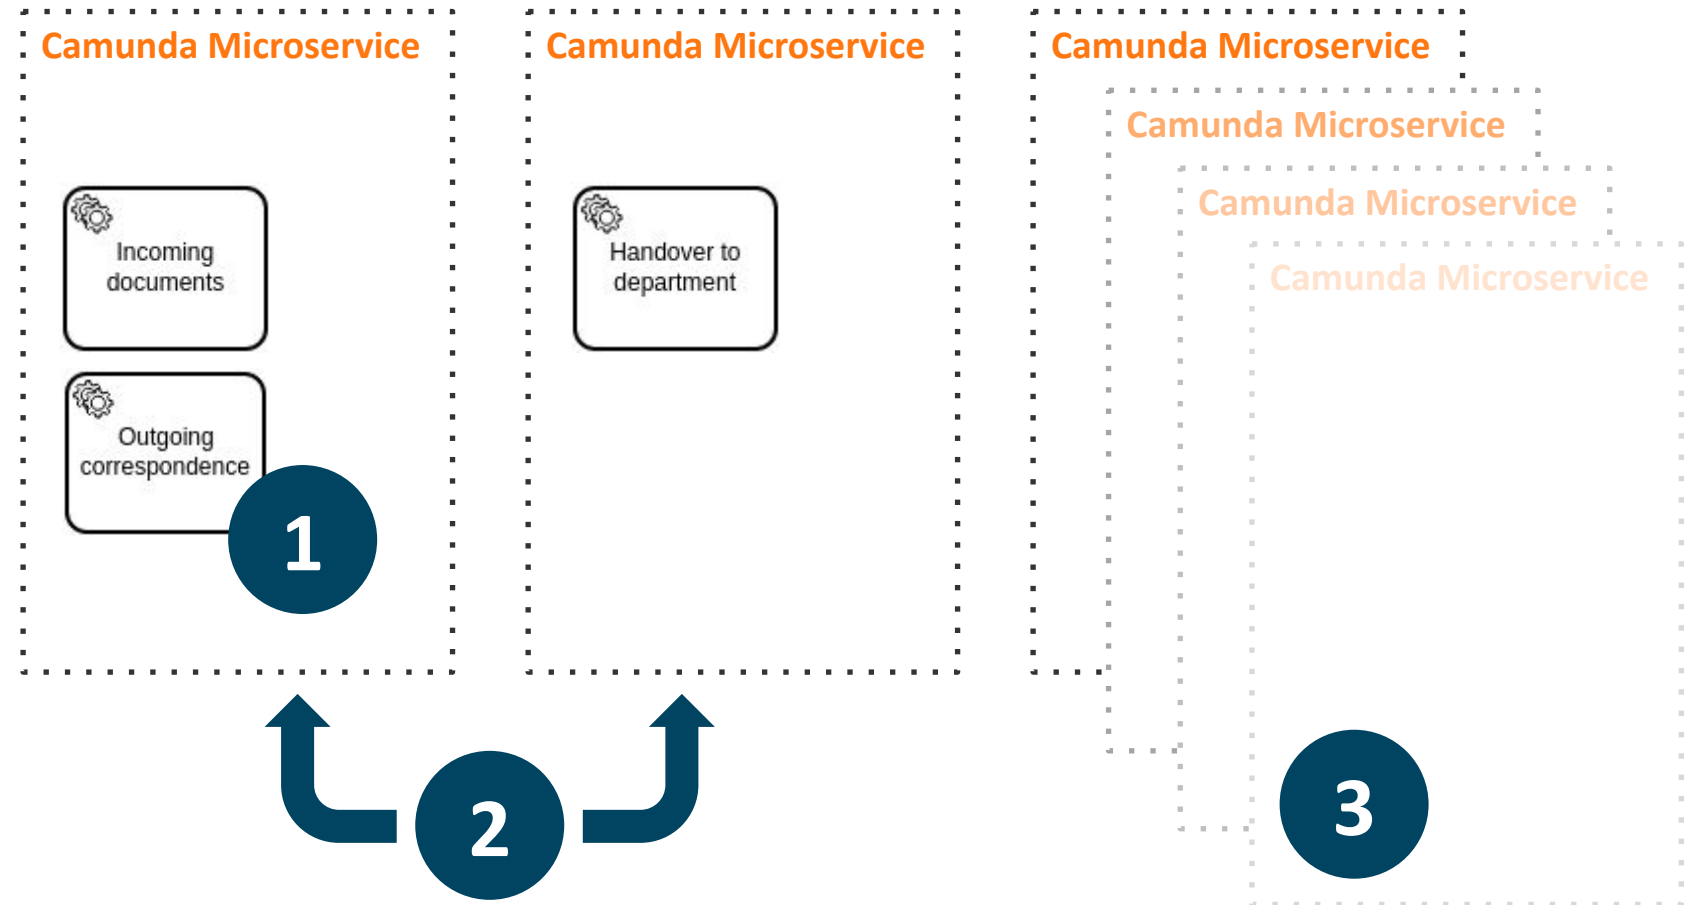 Camunda Microservice
Incoming
documents
Outgoing
correspondence
1
Camunda Microservice
Handover to
department
2
Camunda Microservice
Camunda Microservice
Camunda Microservice
Camunda Microservice
3